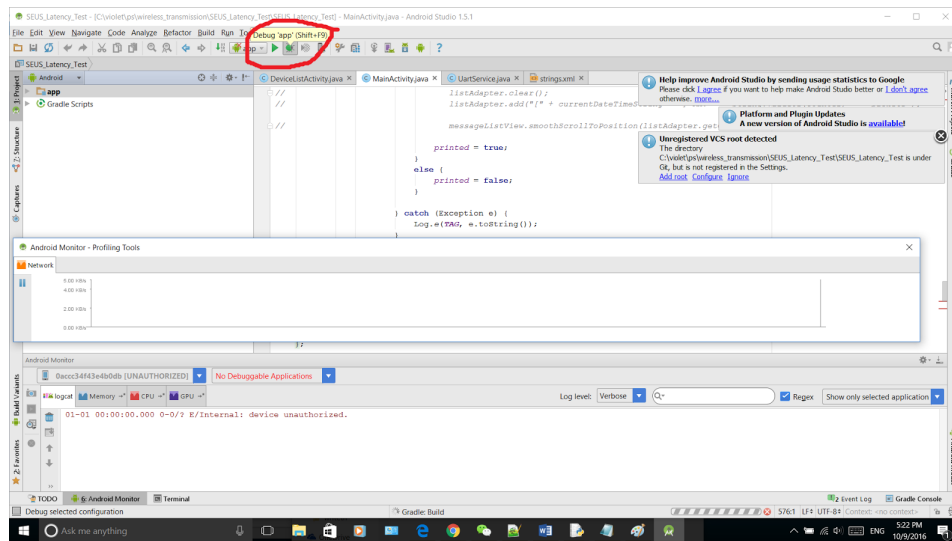 SEUS_Latency_Test - [C:\violet\ps\wireless_transmission\SEUS_Latency_Test\SEUS_Latency_Test] - MainActivity.java - Android Studio 1.5.1
File Edit View Navigate Code Analyze Refactor Build Run
Debug 'app' (Shift+F9)
SEUS_Latency_Test
Android
DeviceListActivity.java × MainActivity.java × UartService.java × strings.xml ×
app
Gradle Scripts
1: Project
Z: Structure
Captures
Build Variants
2: Favorites
// listAdapter.clear();
// listAdapter.add("[" + currentDateTimeString
// messageListView.smoothScrollToPosition(listAdapter.get
printed = true;
}
else {
printed = false;
}
} catch (Exception e) {
Log.e(TAG, e.toString());
}
Help improve Android Studio by sending usage statistics to Google
Please click I agree if you want to help make Android Studio better or I don't agree
otherwise. more...
Platform and Plugin Updates
A new version of Android Studio is available!
Unregistered VCS root detected
The directory
C:\violet\ps\wireless_transmission\SEUS_Latency_Test\SEUS_Latency_Test is under
Git, but is not registered in the Settings.
Add root Configure Ignore
Android Monitor - Profiling Tools
Network
6.00 KB/s
4.00 KB/s
2.00 KB/s
0.00 KB/s
);
Android Monitor
0accc34f43e4b0db [UNAUTHORIZED] No Debuggable Applications
logcat Memory CPU GPU Log level: Verbose Regex Show only selected application
01-01 00:00:00.000 0-0/? E/Internal: device unauthorized.
TODO 6: Android Monitor Terminal 2 Event Log Gradle Console
Debug selected configuration Gradle: Build 576:1 LF UTF-8 Context: <no context>
Ask me anything ENG 5:22 PM
10/9/2016